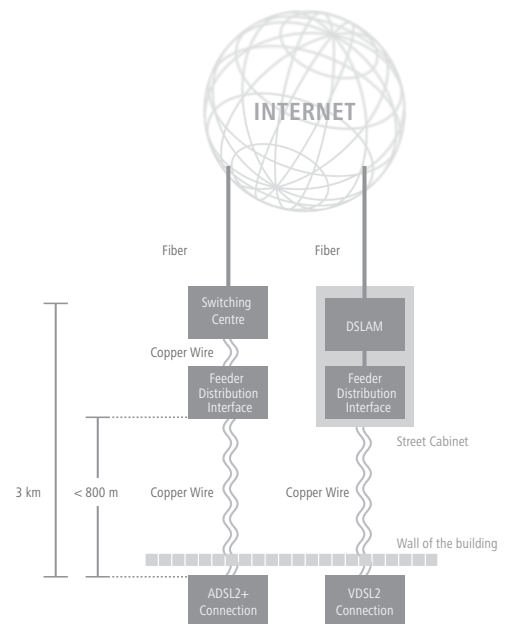 INTERNET
Fiber
Fiber
Switching
Centre
DSLAM
Copper Wire
Feeder
Distribution
Interface
Feeder
Distribution
Interface
Street Cabinet
3 km
< 800 m
Copper Wire
Copper Wire
Wall of the building
ADSL2+
Connection
VDSL2
Connection